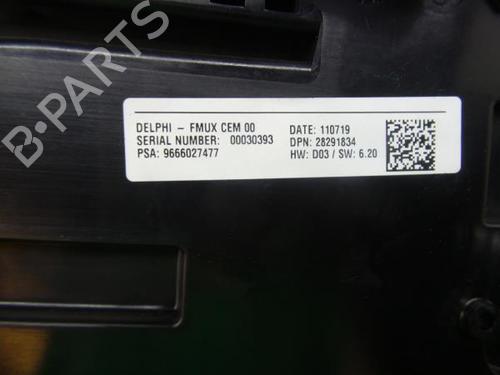 DELPHI – FMUX CEM 00 DATE: 110719
SERIAL NUMBER: 00030393 DPN: 28291834
PSA: 9666027477 HW: D03 / SW: 6.20
B-PARTS